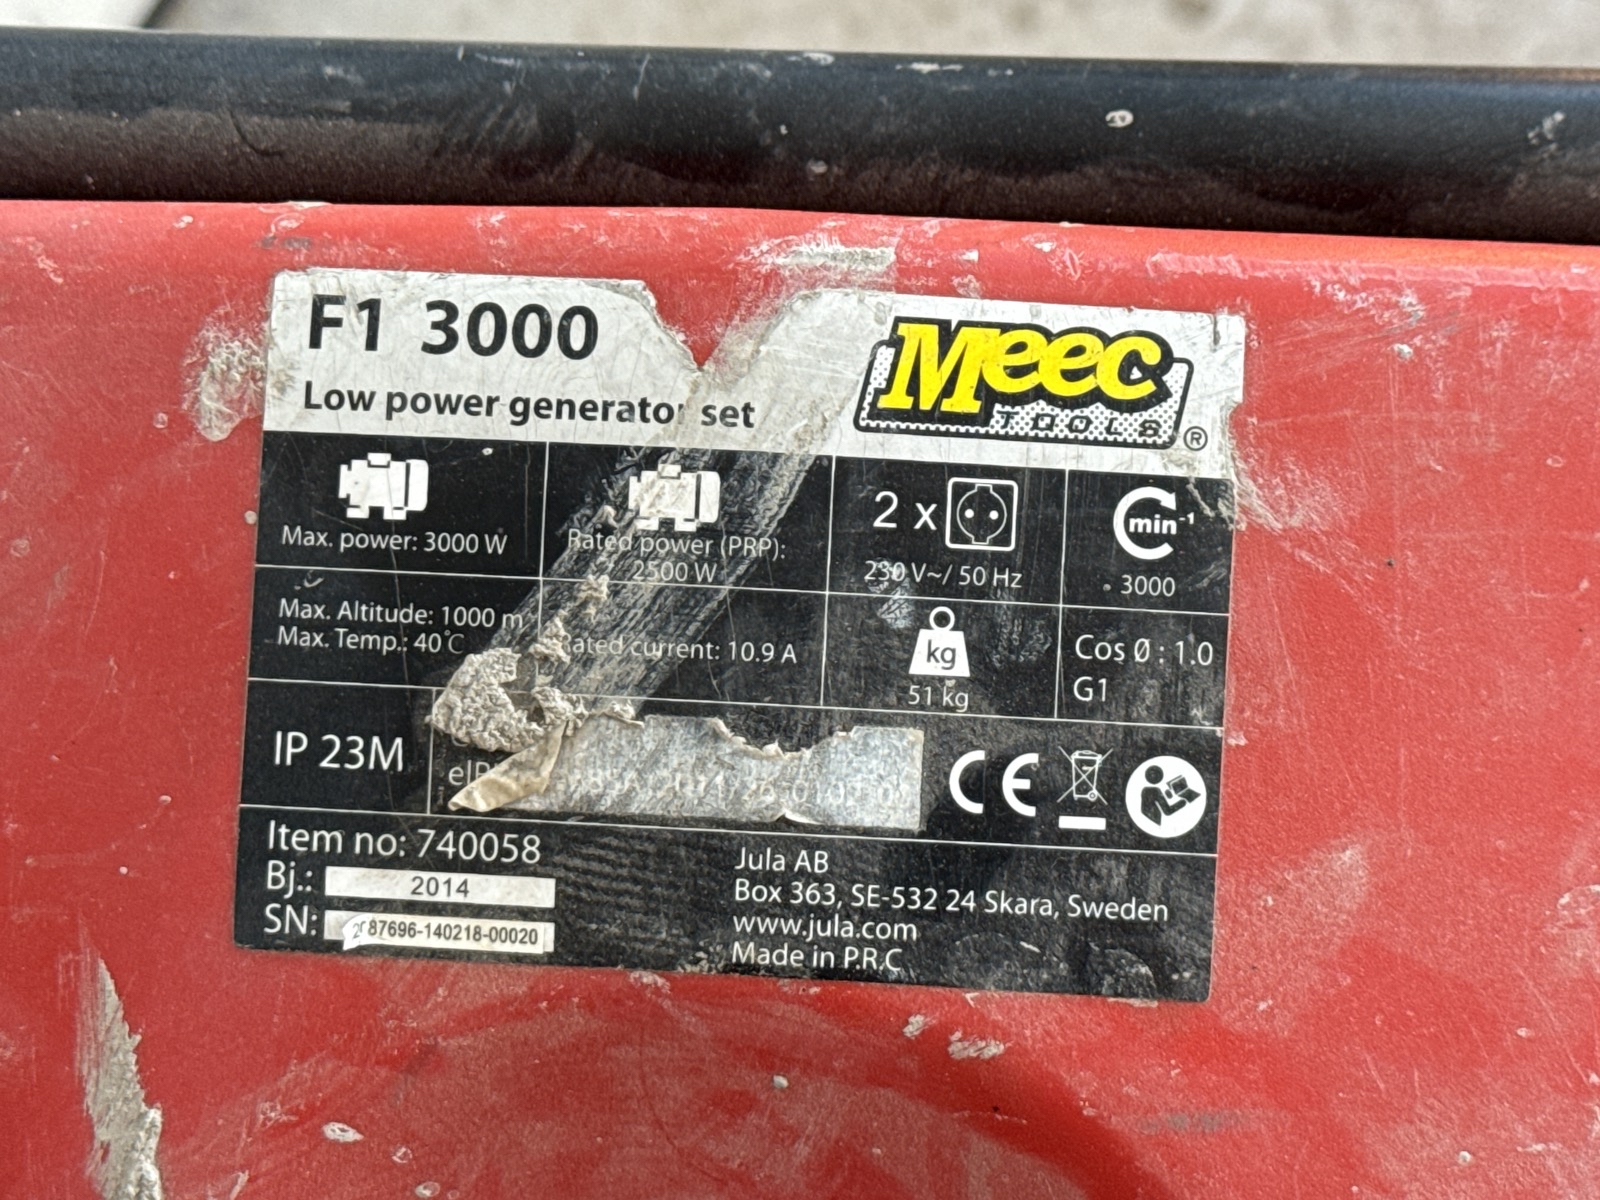 F1 3000
Low power generator set
Meec
TOOLS ®
Max. power: 3000 W
Rated power (PRP):
2500 W
2 x
230 V~/ 50 Hz
min⁻¹
3000
Max. Altitude: 1000 m
Max. Temp.: 40°C
Rated current: 10.9 A
kg
51 kg
Cos Ø : 1.0
G1
IP 23M
CE
Item no: 740058
Bj.: 2014
SN: 87696-140218-00020
Jula AB
Box 363, SE-532 24 Skara, Sweden
www.jula.com
Made in P.R.C